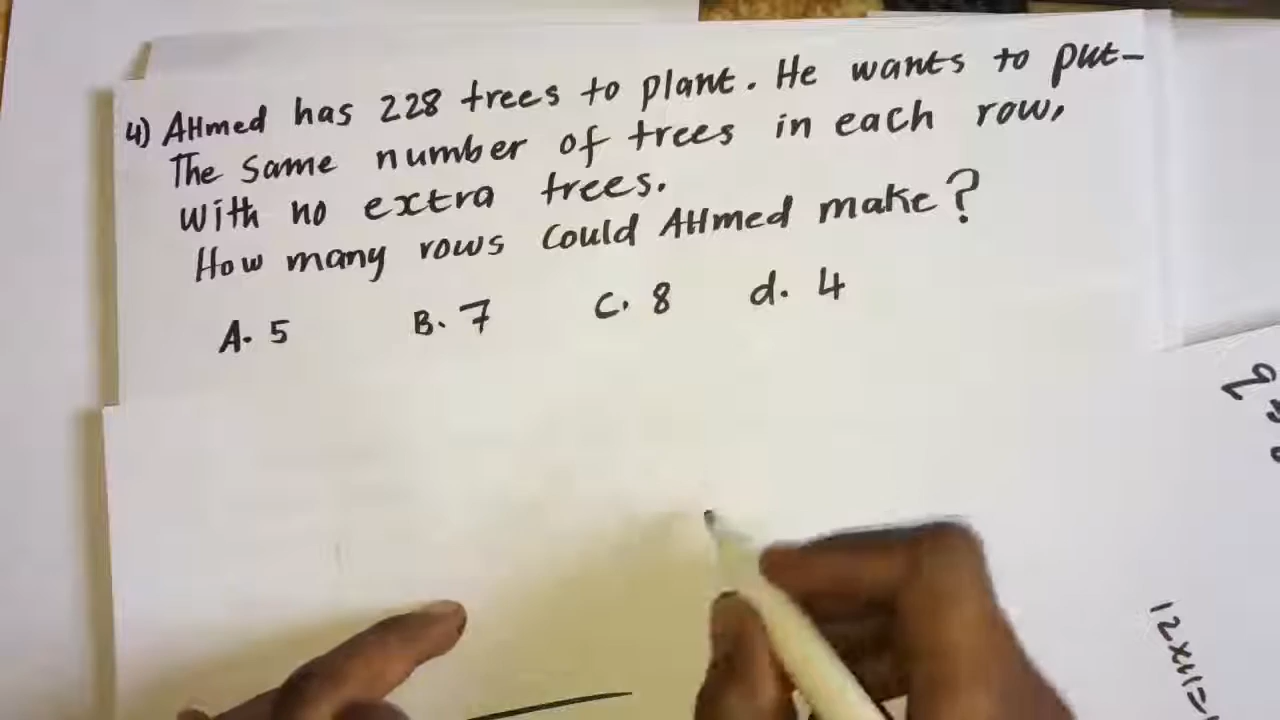 4) AHmed has 228 trees to plant. He wants to put-
The same number of trees in each row,
with no extra trees.
How many rows could AHmed make?
A. 5 B. 7 C. 8 d. 4
12x11=